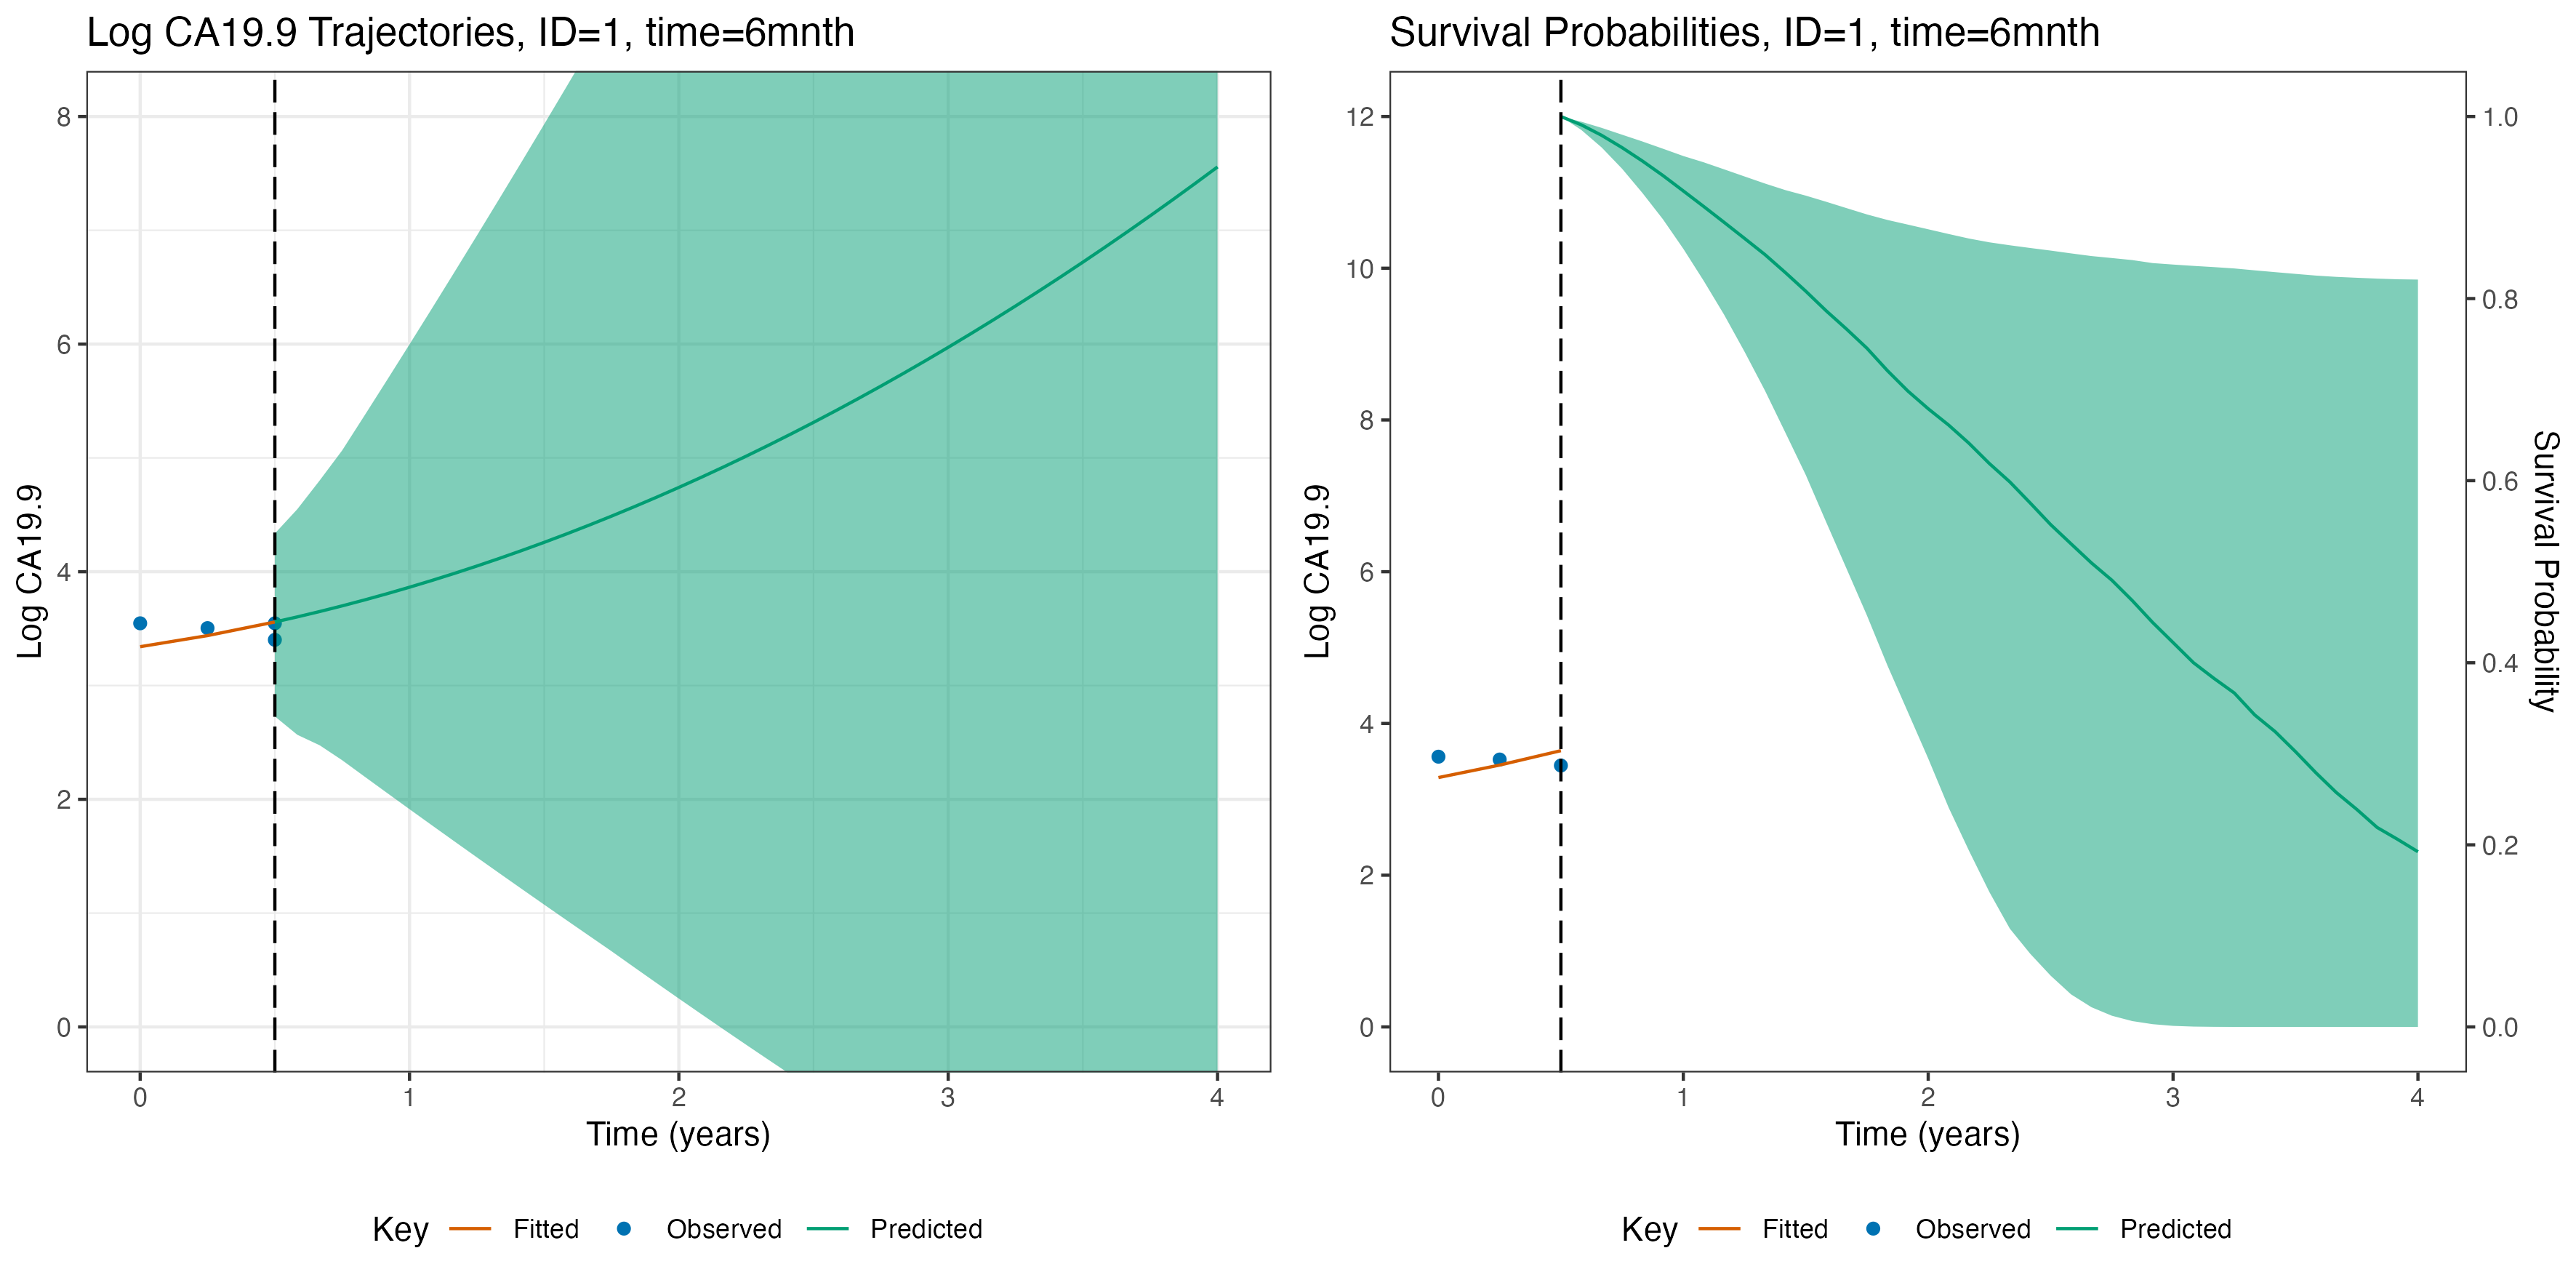 Log CA19.9 Trajectories, ID=1, time=6mnth
8
6
4
2
0
Log CA19.9
0 1 2 3 4
Time (years)
Key Fitted Observed Predicted
Survival Probabilities, ID=1, time=6mnth
12
10
8
6
4
2
0
Log CA19.9
1.0
0.8
0.6
0.4
0.2
0.0
Survival Probability
0 1 2 3 4
Time (years)
Key Fitted Observed Predicted